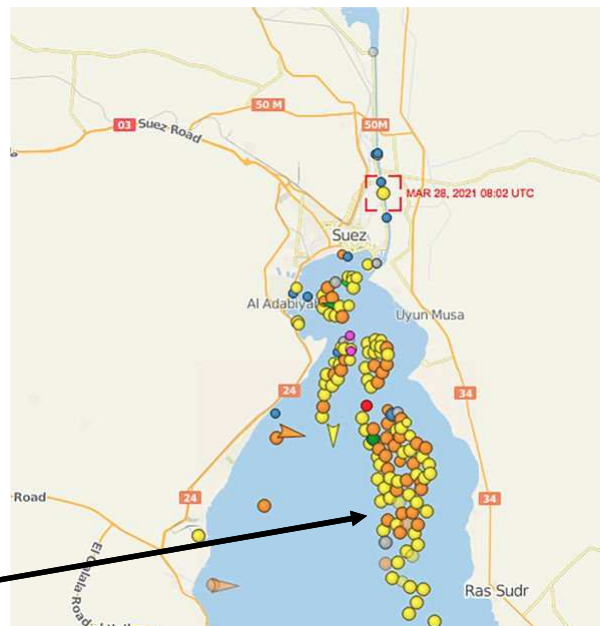 50 M
03 Suez Road
50M
MAR 28, 2021 08:02 UTC
Suez
Al Adabiyah
Uyun Musa
24
34
Road
24
34
El Galala-Road
Ras Sudr